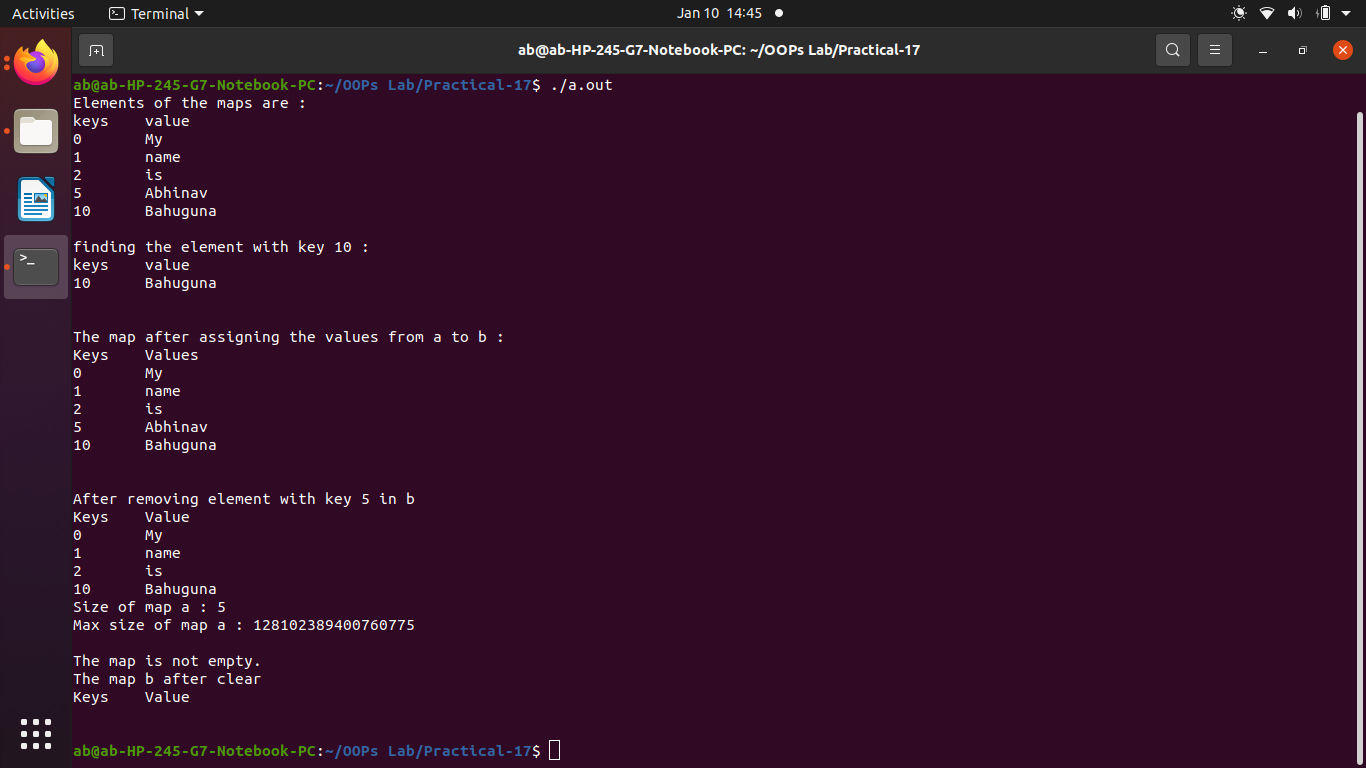 Activities Terminal Jan 10 14:45
ab@ab-HP-245-G7-Notebook-PC: ~/OOPs Lab/Practical-17
ab@ab-HP-245-G7-Notebook-PC:~/OOPs Lab/Practical-17$ ./a.out
Elements of the maps are :
keys value
0 My
1 name
2 is
5 Abhinav
10 Bahuguna
finding the element with key 10 :
keys value
10 Bahuguna
The map after assigning the values from a to b :
Keys Values
0 My
1 name
2 is
5 Abhinav
10 Bahuguna
After removing element with key 5 in b
Keys Value
0 My
1 name
2 is
10 Bahuguna
Size of map a : 5
Max size of map a : 128102389400760775
The map is not empty.
The map b after clear
Keys Value
ab@ab-HP-245-G7-Notebook-PC:~/OOPs Lab/Practical-17$